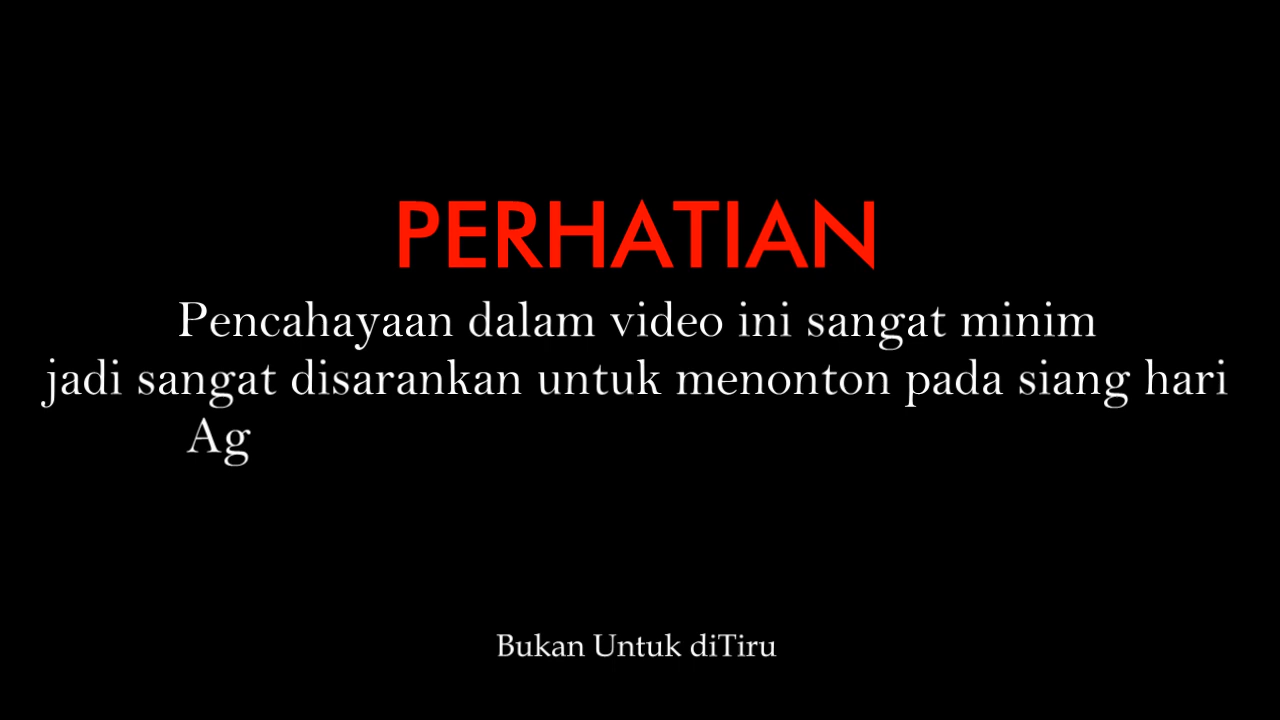 PERHATIAN
Pencahayaan dalam video ini sangat minim
jadi sangat disarankan untuk menonton pada siang hari
Ag
Bukan Untuk diTiru